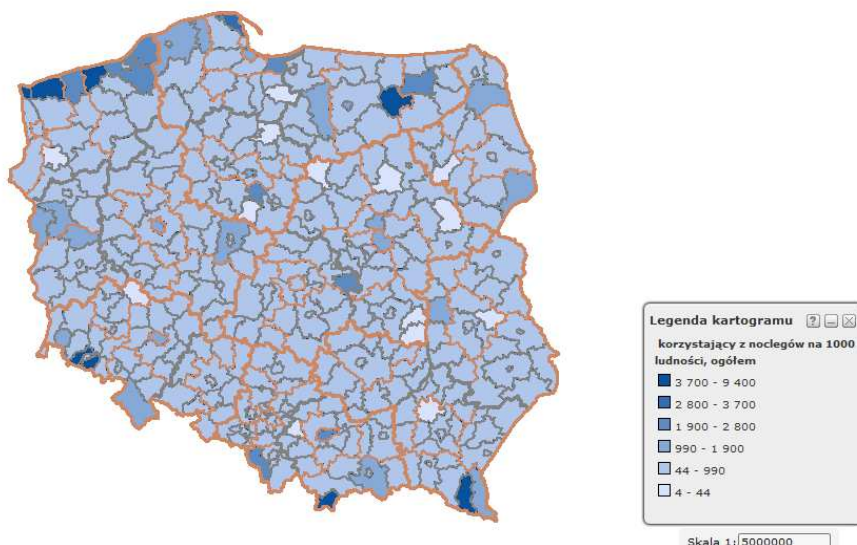 Legenda kartogramu
korzystający z noclegów na 1000
ludności, ogółem
3 700 - 9 400
2 800 - 3 700
1 900 - 2 800
990 - 1 900
44 - 990
4 - 44
Skala 1: 5000000